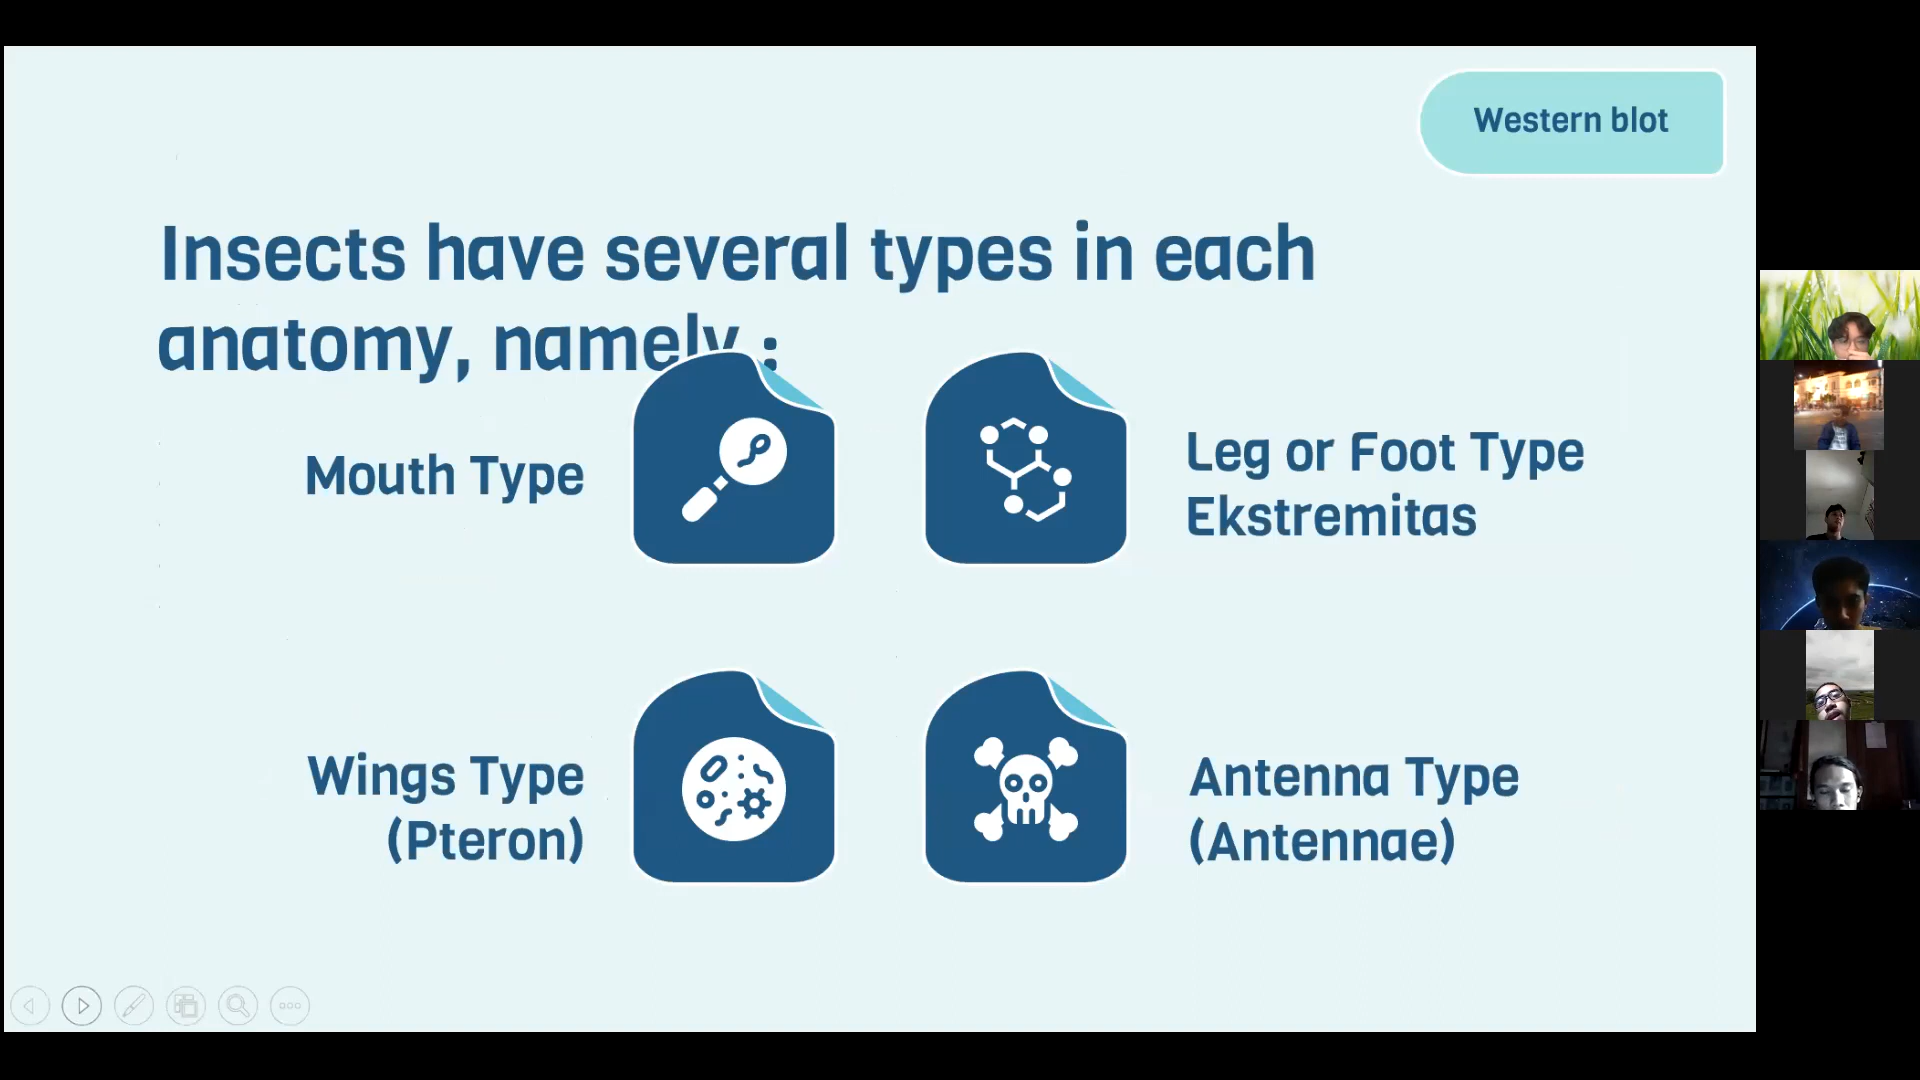 Western blot
Insects have several types in each
anatomy, namely :
Mouth Type
Leg or Foot Type
Ekstremitas
Wings Type
(Pteron)
Antenna Type
(Antennae)